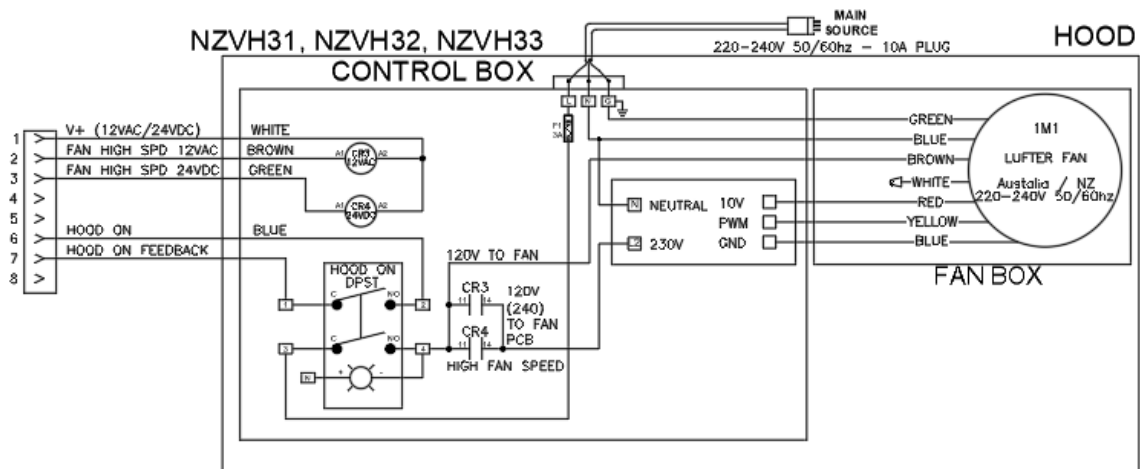 MAIN
SOURCE
220-240V 50/60hz - 10A PLUG
HOOD
NZVH31, NZVH32, NZVH33
CONTROL BOX
L N G
F1
3A
1 V+ (12VAC/24VDC) WHITE
2 FAN HIGH SPD 12VAC BROWN
A1 CR3 A2
12VAC
3 FAN HIGH SPD 24VDC GREEN
A1 CR4 A2
24VDC
4
5
6 HOOD ON BLUE
7 HOOD ON FEEDBACK
8
HOOD ON
DPST
1 C NO 2
3 C NO 4
N + -
120V TO FAN
CR3
11 14
120V
(240)
TO FAN
PCB
CR4
11 14
HIGH FAN SPEED
N NEUTRAL 10V
PWM
L2 230V GND
GREEN
BLUE
BROWN
WHITE
RED
YELLOW
BLUE
1M1
LUFTER FAN
Austalia / NZ
220-240V 50/60hz
FAN BOX